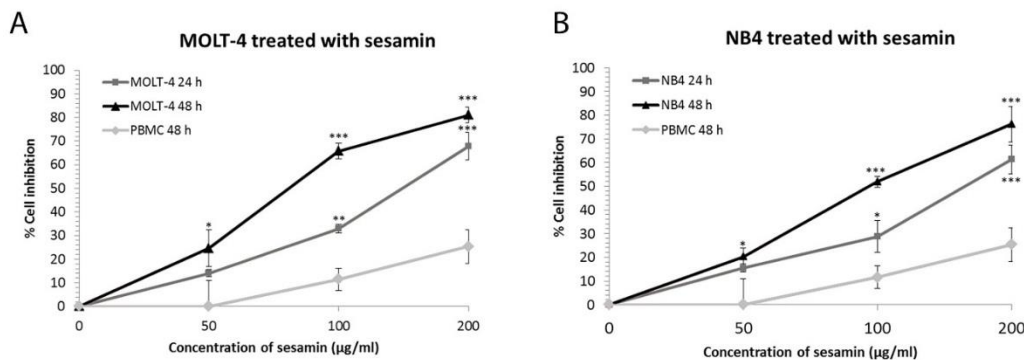 A
MOLT-4 treated with sesamin
% Cell inhibition
100
90
80
70
60
50
40
30
20
10
0
MOLT-4 24 h
MOLT-4 48 h
PBMC 48 h
*
**
***
***
***
0 50 100 200
Concentration of sesamin (µg/ml)
B
NB4 treated with sesamin
% Cell inhibition
100
90
80
70
60
50
40
30
20
10
0
NB4 24 h
NB4 48 h
PBMC 48 h
*
*
***
***
***
0 50 100 200
Concentration of sesamin (µg/ml)